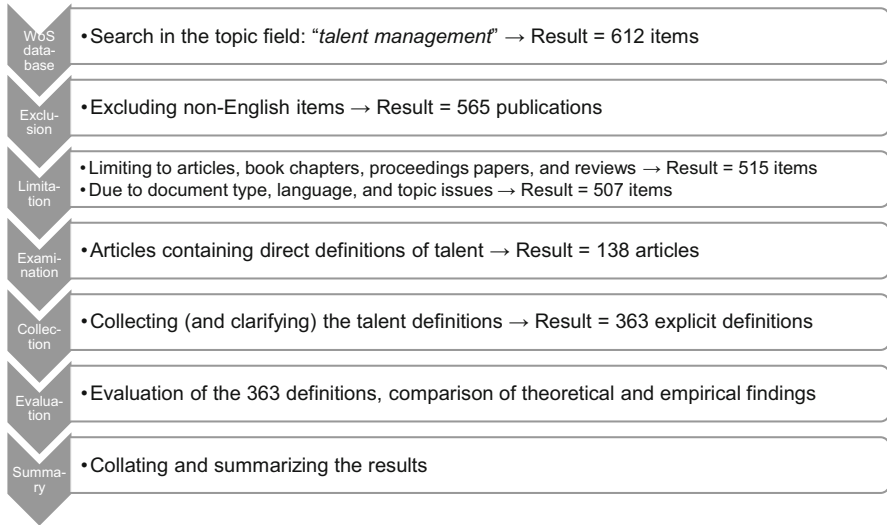 WoS
data-
base
•Search in the topic field: “talent management” → Result = 612 items
Exclu-
sion
•Excluding non-English items → Result = 565 publications
Limita-
tion
•Limiting to articles, book chapters, proceedings papers, and reviews → Result = 515 items
•Due to document type, language, and topic issues → Result = 507 items
Exami-
nation
•Articles containing direct definitions of talent → Result = 138 articles
Collec-
tion
•Collecting (and clarifying) the talent definitions → Result = 363 explicit definitions
Evalua-
tion
•Evaluation of the 363 definitions, comparison of theoretical and empirical findings
Summa-
ry
•Collating and summarizing the results